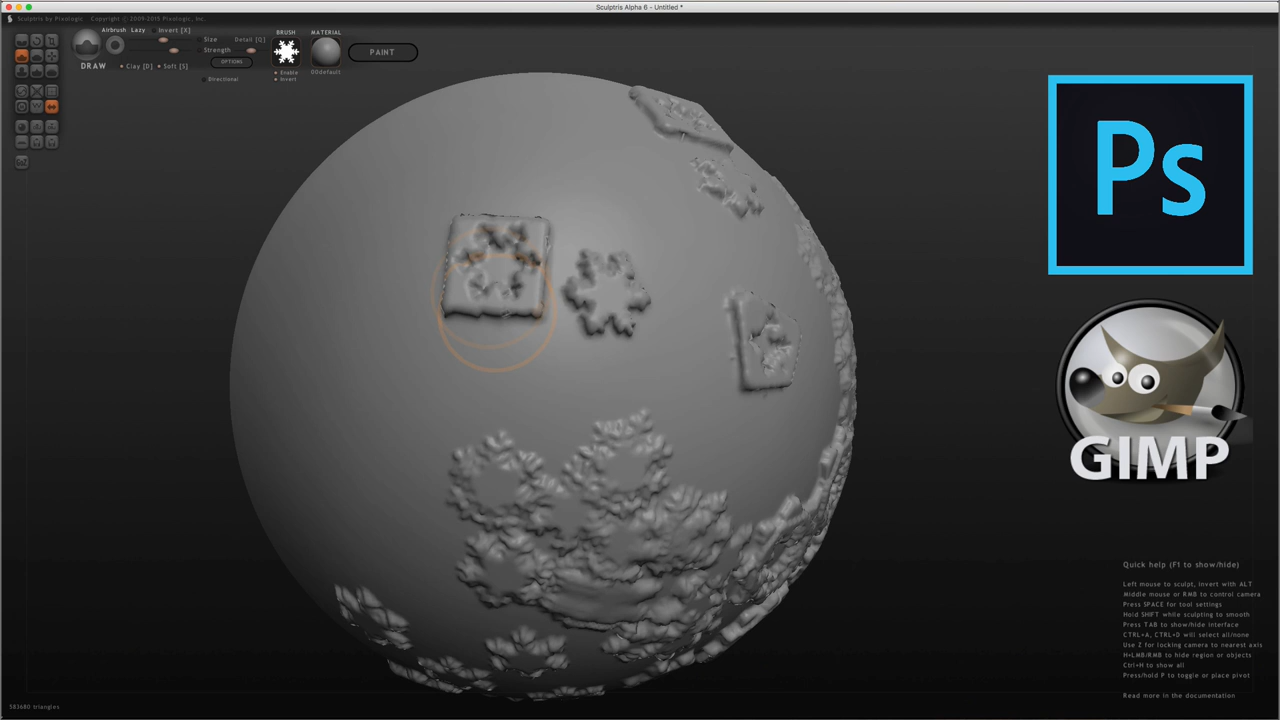 Sculptris Alpha 6 - Untitled *
Sculptris by Pixologic Copyright © 2009-2015 Pixologic, Inc.
Airbrush Lazy Invert [X]
Size Detail [Q]
Strength
OPTIONS
DRAW
Clay [D] Soft [S]
Directional
BRUSH
Enable
Invert
MATERIAL
00default
PAINT
Ps
GIMP
Quick help (F1 to show/hide)
Left mouse to sculpt, invert with ALT
Middle mouse or RMB to control camera
Press SPACE for tool settings
Hold SHIFT while sculpting to smooth
Press TAB to show/hide interface
CTRL+A, CTRL+D will select all/none
Use Z for locking camera to nearest axis
H+LMB/RMB to hide region or objects
Ctrl+H to show all
Press/hold P to toggle or place pivot
Read more in the documentation
583680 triangles